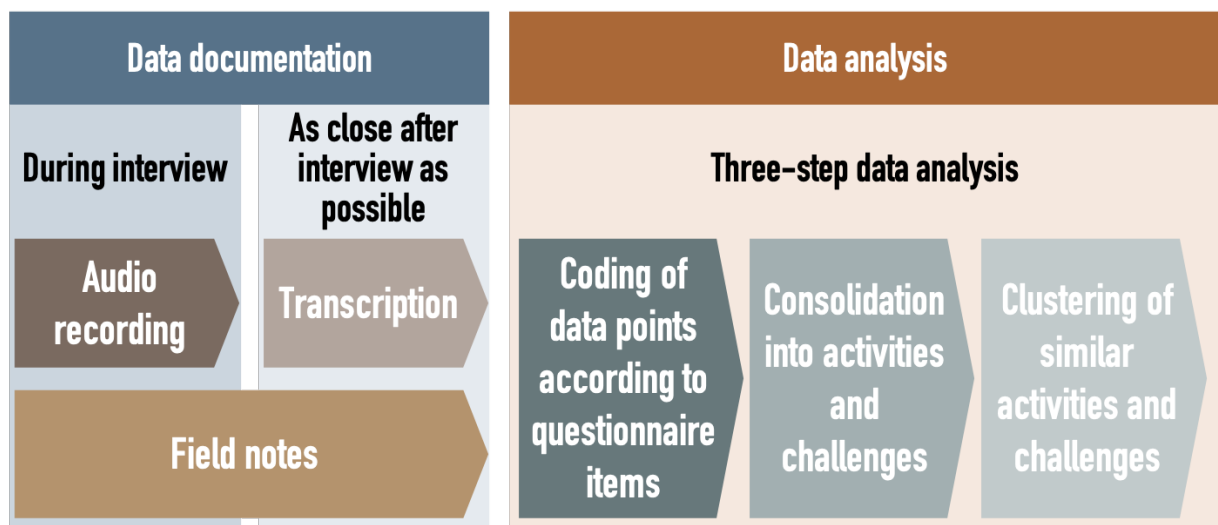 Data documentation
Data analysis
During interview
As close after
interview as
possible
Three-step data analysis
Audio
recording
Transcription
Field notes
Coding of
data points
according to
questionnaire
items
Consolidation
into activities
and
challenges
Clustering of
similar
activities and
challenges